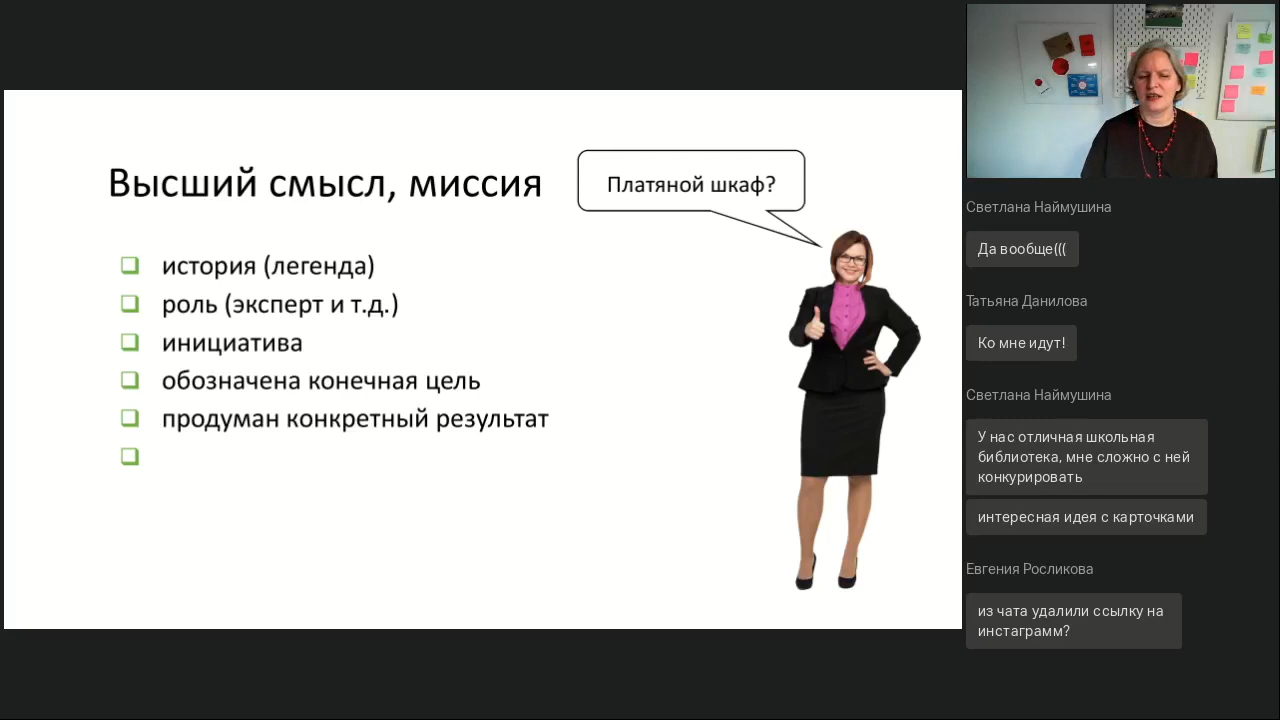 Высший смысл, миссия
Платяной шкаф?
история (легенда)
роль (эксперт и т.д.)
инициатива
обозначена конечная цель
продуман конкретный результат
Светлана Наймушина
Да вообще(((
Татьяна Данилова
Ко мне идут!
Светлана Наймушина
У нас отличная школьная
библиотека, мне сложно с ней
конкурировать
интересная идея с карточками
Евгения Росликова
из чата удалили ссылку на
инстаграмм?